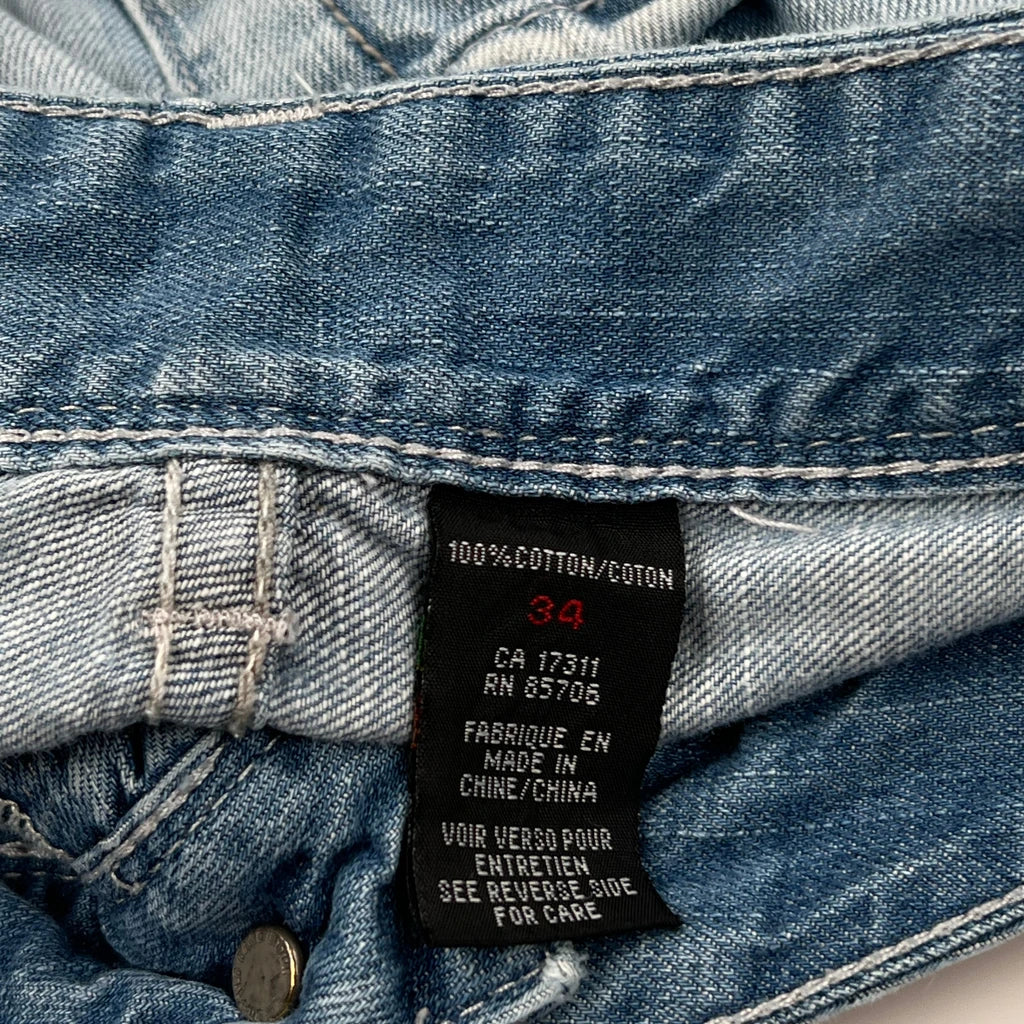 100%COTTON/COTON
34
CA 17311
RN 85706
FABRIQUE EN
MADE IN
CHINE/CHINA
VOIR VERSO POUR
ENTRETIEN
SEE REVERSE SIDE
FOR CARE